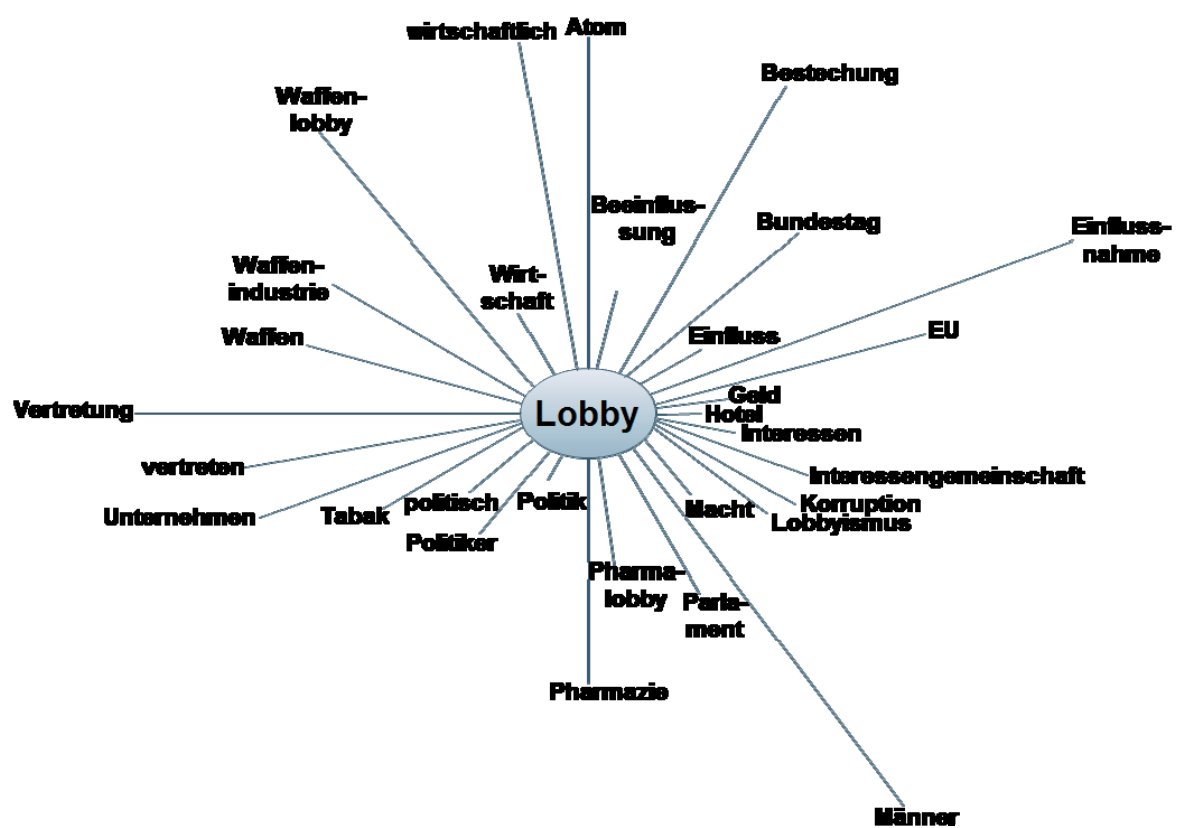 wirtschaftlich
Atom
Bestechung
Waffen-
lobby
Beeinflus-
sung
Bundestag
Einfluss-
nahme
Waffen-
industrie
Wirt-
schaft
Waffen
Einfluss
EU
Geld
Vertretung
Lobby
Hotel
Interessen
vertreten
Interessengemeinschaft
politisch
Politik
Macht
Korruption
Unternehmen
Tabak
Lobbyismus
Politiker
Pharma-
lobby
Parla-
ment
Pharmazie
Männer